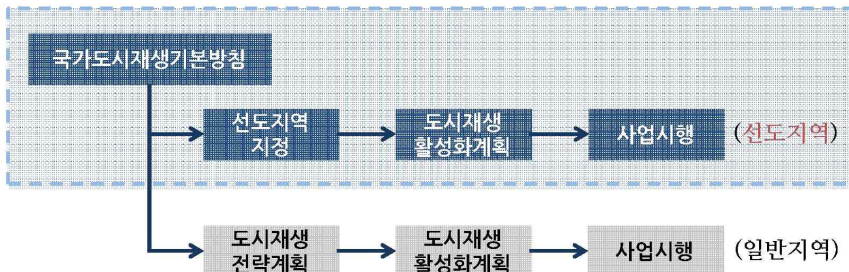 국가도시재생기본방침
선도지역
지정
도시재생
활성화계획
사업시행
(선도지역)
도시재생
전략계획
도시재생
활성화계획
사업시행
(일반지역)